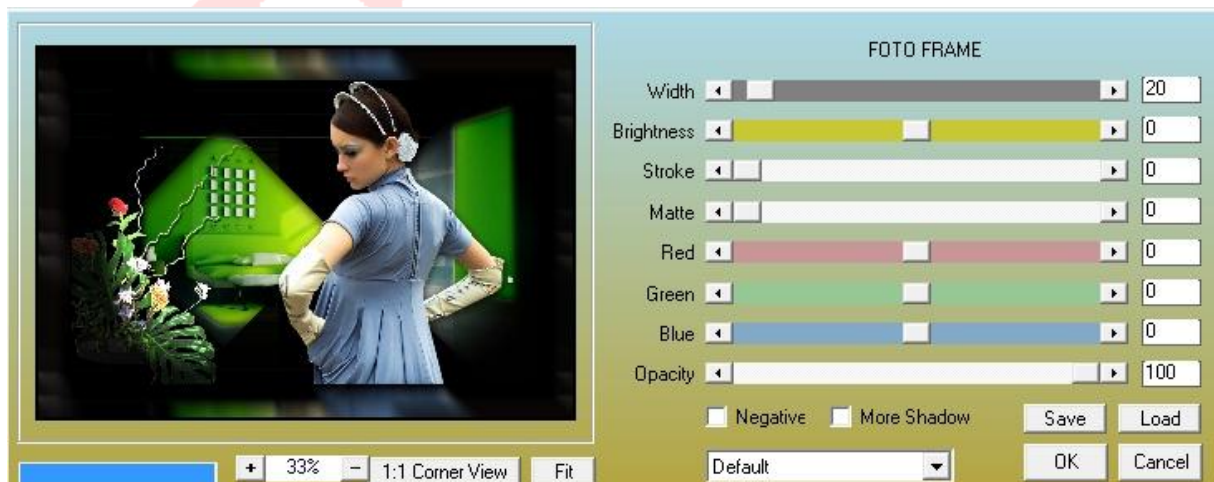 FOTO FRAME
Width 20
Brightness 0
Stroke 0
Matte 0
Red 0
Green 0
Blue 0
Opacity 100
Negative More Shadow Save Load
+ 33% - 1:1 Corner View Fit Default OK Cancel